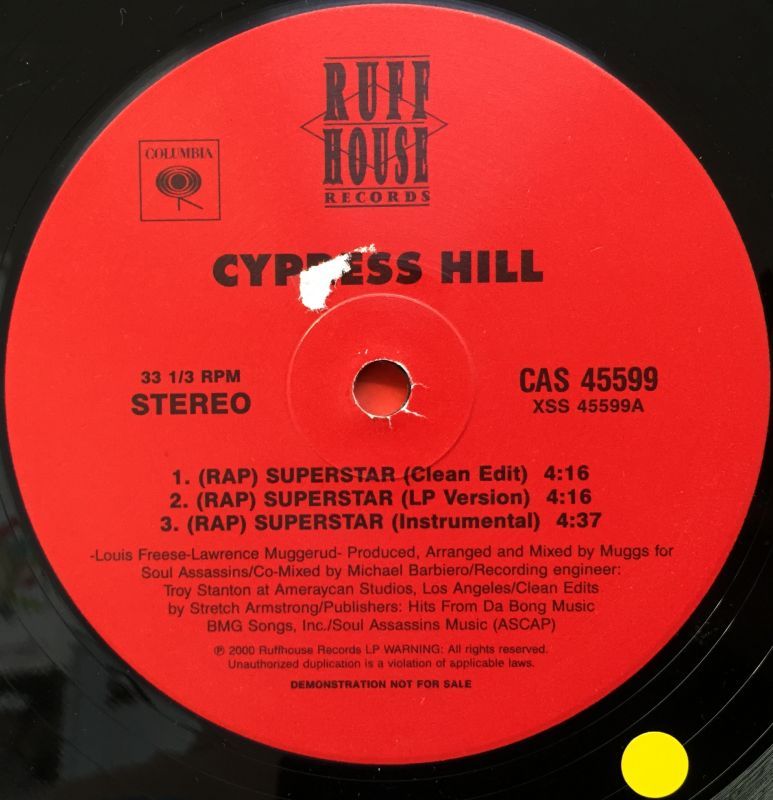 RUFF
HOUSE
RECORDS
COLUMBIA
CYPRESS HILL
33 1/3 RPM
STEREO
CAS 45599
XSS 45599A
1. (RAP) SUPERSTAR (Clean Edit) 4:16
2. (RAP) SUPERSTAR (LP Version) 4:16
3. (RAP) SUPERSTAR (Instrumental) 4:37
-Louis Freese-Lawrence Muggerud- Produced, Arranged and Mixed by Muggs for
Soul Assassins/Co-Mixed by Michael Barbiero/Recording engineer:
Troy Stanton at Ameraycan Studios, Los Angeles/Clean Edits
by Stretch Armstrong/Publishers: Hits From Da Bong Music
BMG Songs, Inc./Soul Assassins Music (ASCAP)
℗ 2000 Ruffhouse Records LP WARNING: All rights reserved.
Unauthorized duplication is a violation of applicable laws.
DEMONSTRATION NOT FOR SALE